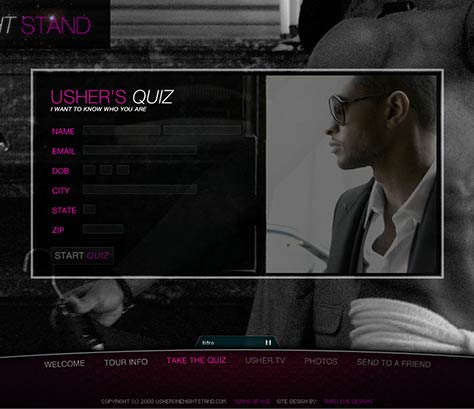 HT STAND
USHER'S QUIZ
I WANT TO KNOW WHO YOU ARE
NAME
EMAIL
DOB
CITY
STATE
ZIP
START QUIZ
Intro
WELCOME TOUR INFO TAKE THE QUIZ USHER.TV PHOTOS SEND TO A FRIEND
COPYRIGHT (C) 2008 USHERONENIGHTSTAND.COM. TERMS OF USE SITE DESIGN BY: THIRD EYE DESIGNS